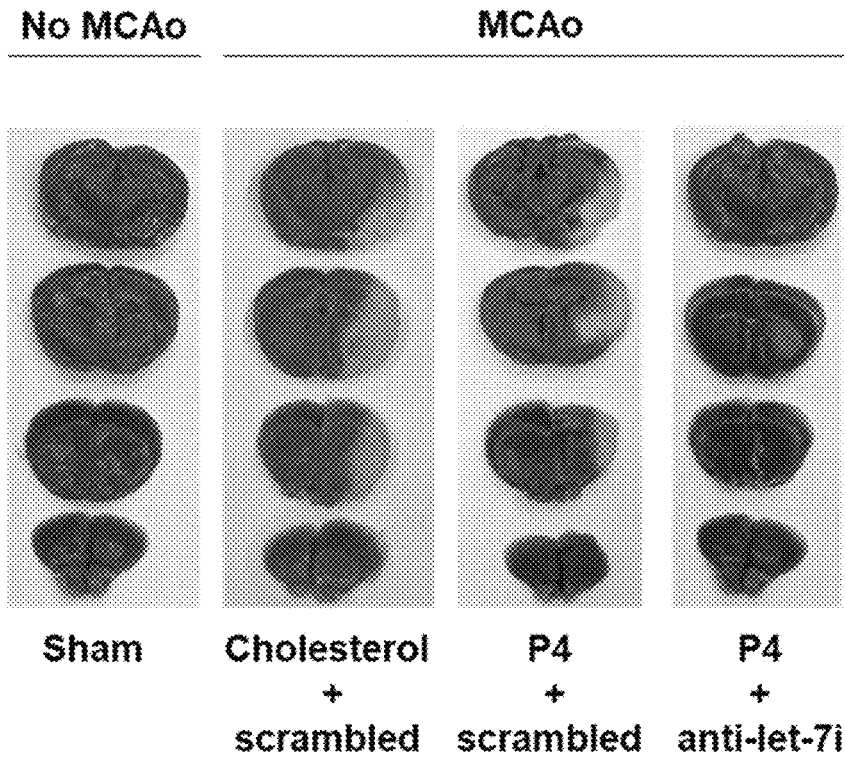 No MCAo
MCAo
Sham
Cholesterol
+
scrambled
P4
+
scrambled
P4
+
anti-let-7i